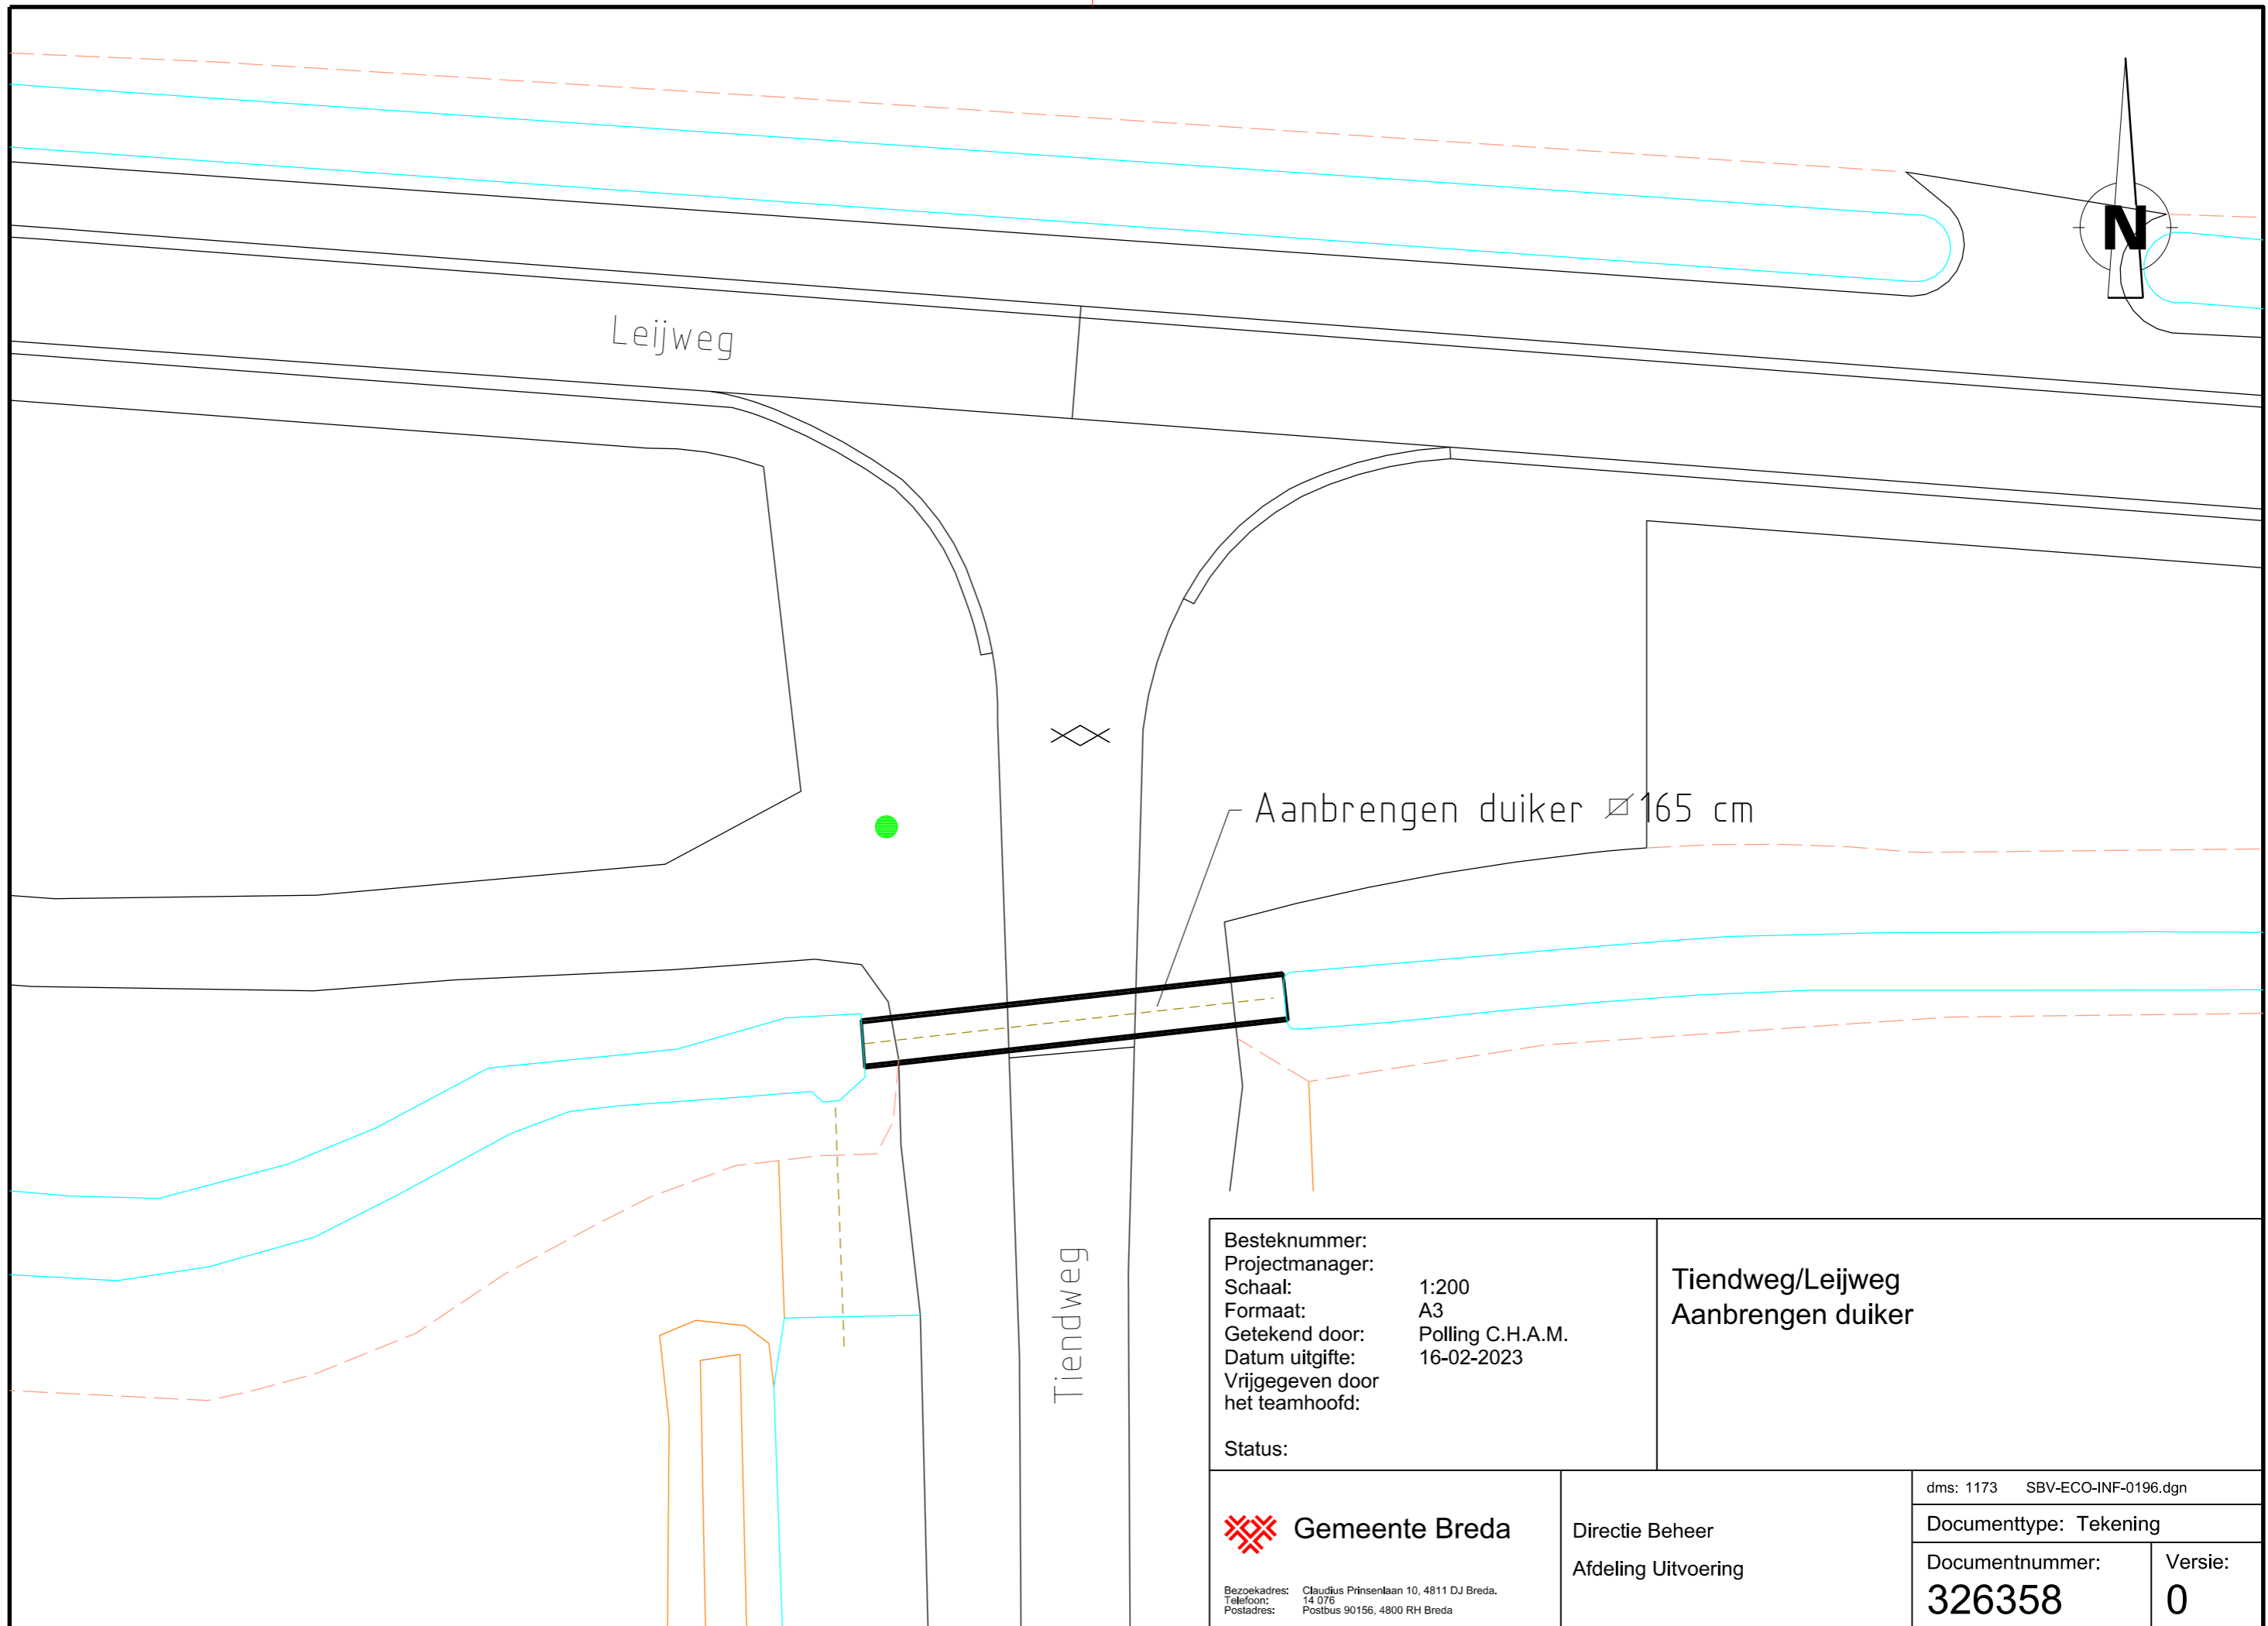 N
Leijweg
Aanbrengen duiker ⌀ 165 cm
Tiendweg
Besteknummer:
Projectmanager:
Schaal: 1:200
Formaat: A3
Getekend door: Polling C.H.A.M.
Datum uitgifte: 16-02-2023
Vrijgegeven door
het teamhoofd:
Status:
Tiendweg/Leijweg
Aanbrengen duiker
Gemeente Breda
Bezoekadres: Claudius Prinsenlaan 10, 4811 DJ Breda.
Telefoon: 14 076
Postadres: Postbus 90156, 4800 RH Breda
Directie Beheer
Afdeling Uitvoering
dms: 1173 SBV-ECO-INF-0196.dgn
Documenttype: Tekening
Documentnummer:
326358
Versie:
0